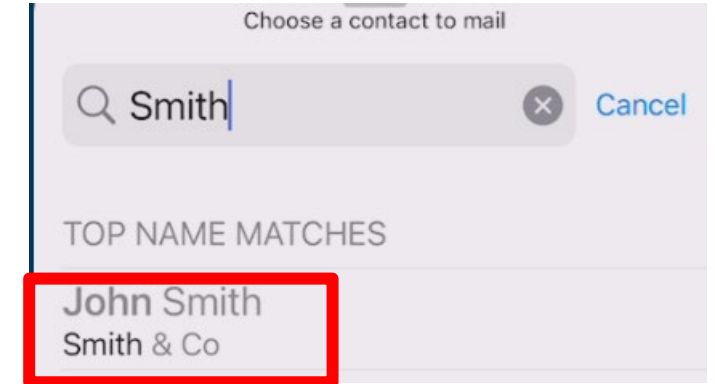 Choose a contact to mail
Smith
Cancel
TOP NAME MATCHES
John Smith
Smith & Co